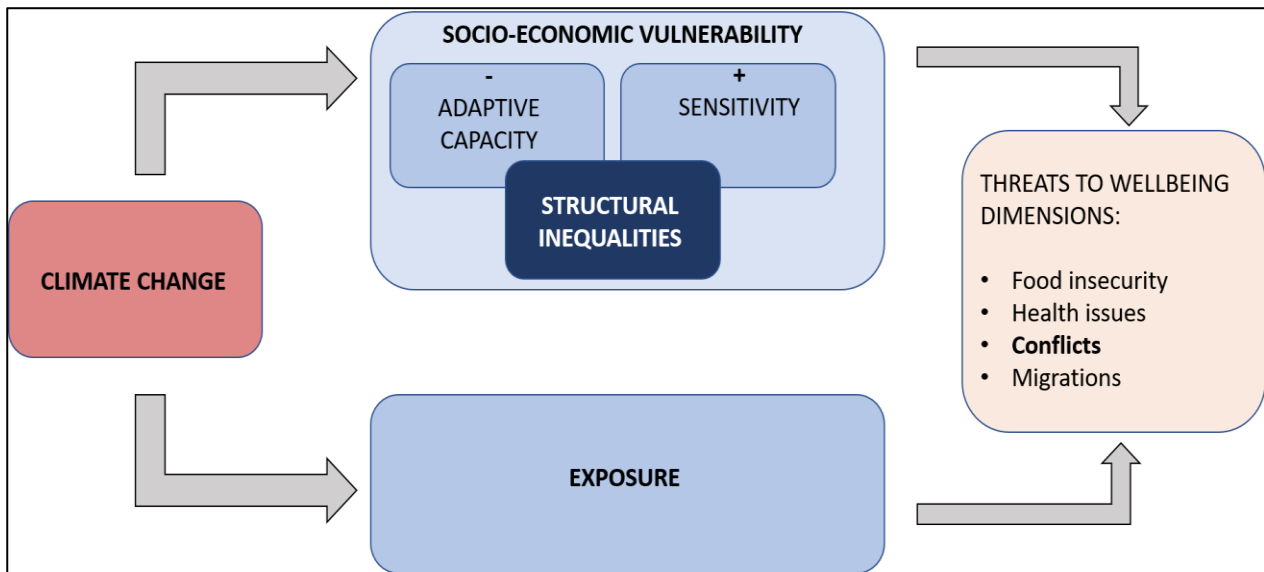 SOCIO-ECONOMIC VULNERABILITY
-
ADAPTIVE
CAPACITY
+
SENSITIVITY
STRUCTURAL
INEQUALITIES
CLIMATE CHANGE
EXPOSURE
THREATS TO WELLBEING
DIMENSIONS:
• Food insecurity
• Health issues
• Conflicts
• Migrations